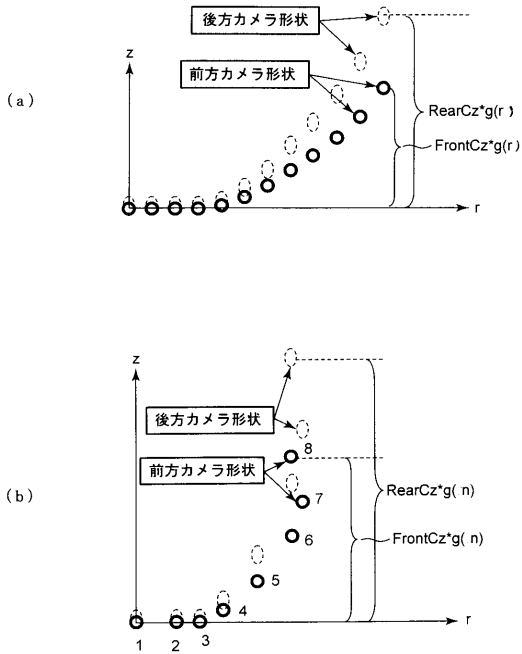 (a)
後方カメラ形状
前方カメラ形状
z
RearCz*g(r)
FrontCz*g(r)
r
(b)
z
後方カメラ形状
前方カメラ形状
8
7
6
5
4
3
2
1
RearCz*g( n)
FrontCz*g( n)
r